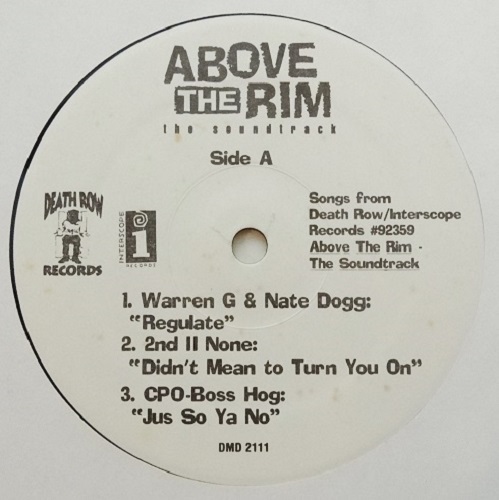 ABOVE
THE RIM
the soundtrack
Side A
DEATH ROW
RECORDS
INTERSCOPE
RECORDS
Songs from
Death Row/Interscope
Records #92359
Above The Rim -
The Soundtrack
1. Warren G & Nate Dogg:
"Regulate"
2. 2nd II None:
"Didn't Mean to Turn You On"
3. CPO-Boss Hog:
"Jus So Ya No"
DMD 2111